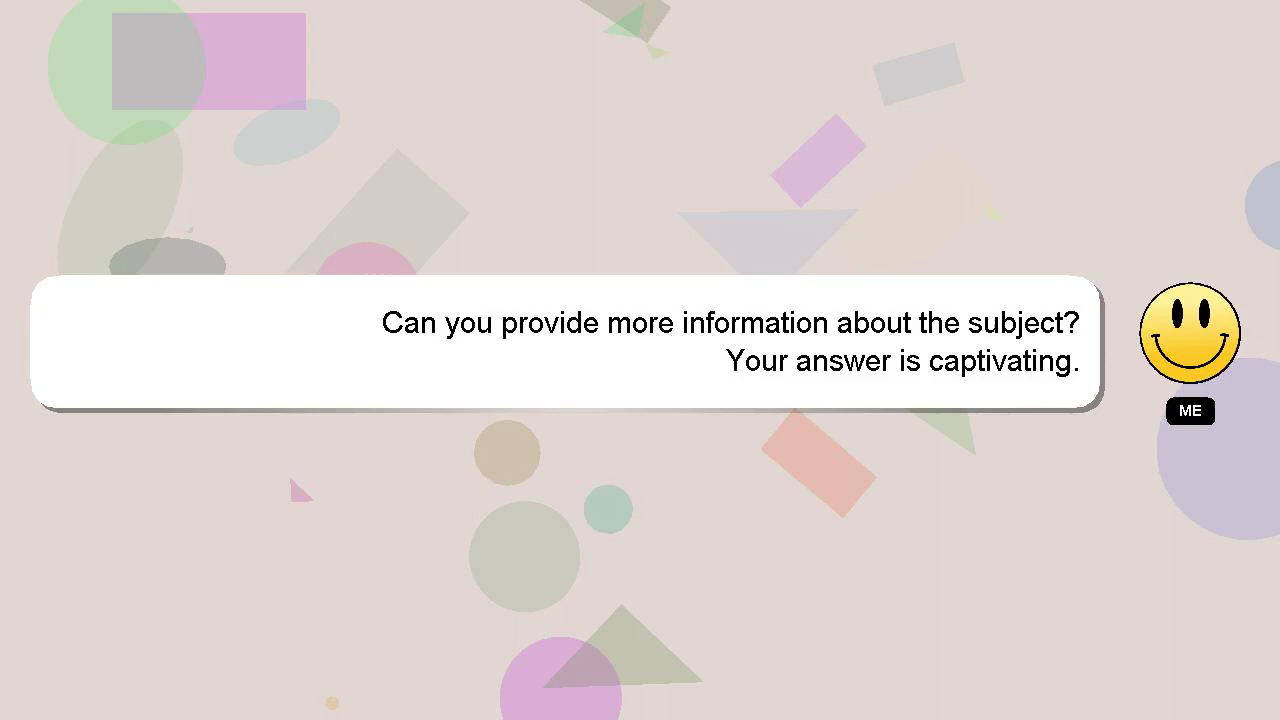 Can you provide more information about the subject?
Your answer is captivating.
ME